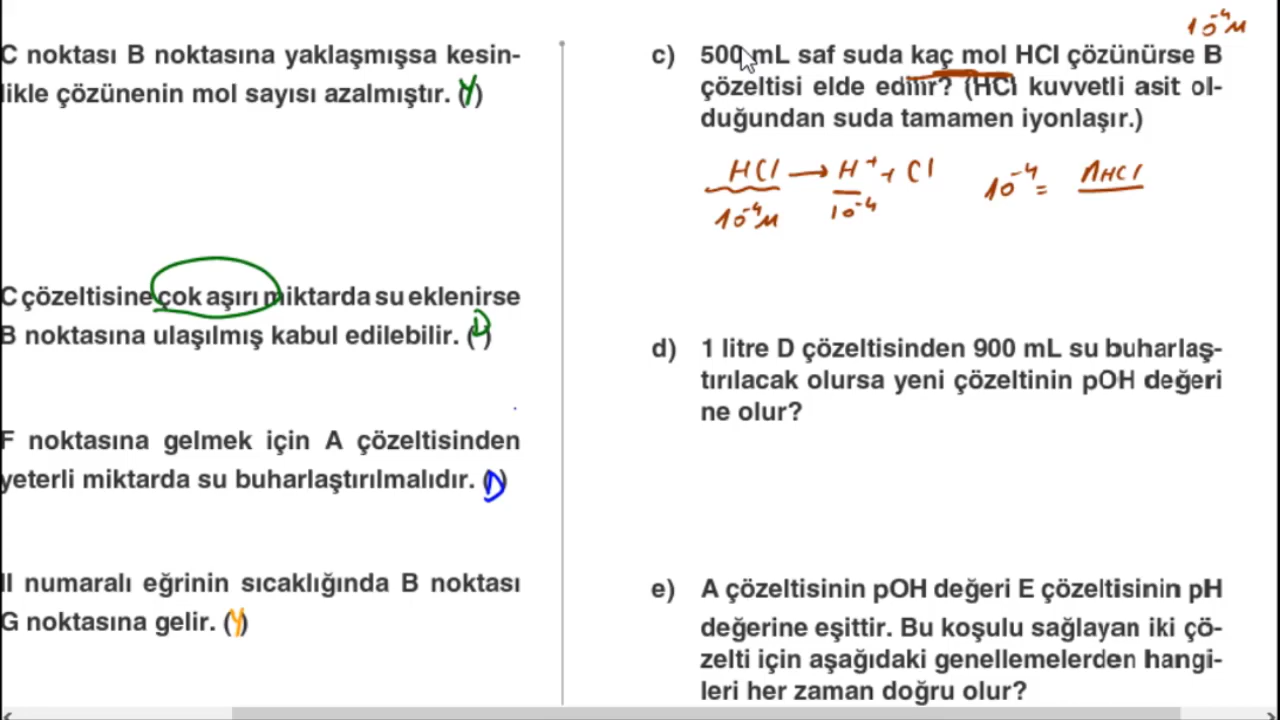 C noktası B noktasına yaklaşmışsa kesin-
likle çözünenin mol sayısı azalmıştır. (Y)
C çözeltisine çok aşırı miktarda su eklenirse
B noktasına ulaşılmış kabul edilebilir. (D)
F noktasına gelmek için A çözeltisinden
yeterli miktarda su buharlaştırılmalıdır. (D)
II numaralı eğrinin sıcaklığında B noktası
G noktasına gelir. (Y)
10⁻⁴ M
c) 500 mL saf suda kaç mol HCl çözünürse B
çözeltisi elde edilir? (HCl kuvvetli asit ol-
duğundan suda tamamen iyonlaşır.)
HCl → H⁺ + Cl 10⁻⁴ = nHCl
10⁻⁴ M 10⁻⁴
d) 1 litre D çözeltisinden 900 mL su buharlaş-
tırılacak olursa yeni çözeltinin pOH değeri
ne olur?
e) A çözeltisinin pOH değeri E çözeltisinin pH
değerine eşittir. Bu koşulu sağlayan iki çö-
zelti için aşağıdaki genellemelerden hangi-
leri her zaman doğru olur?